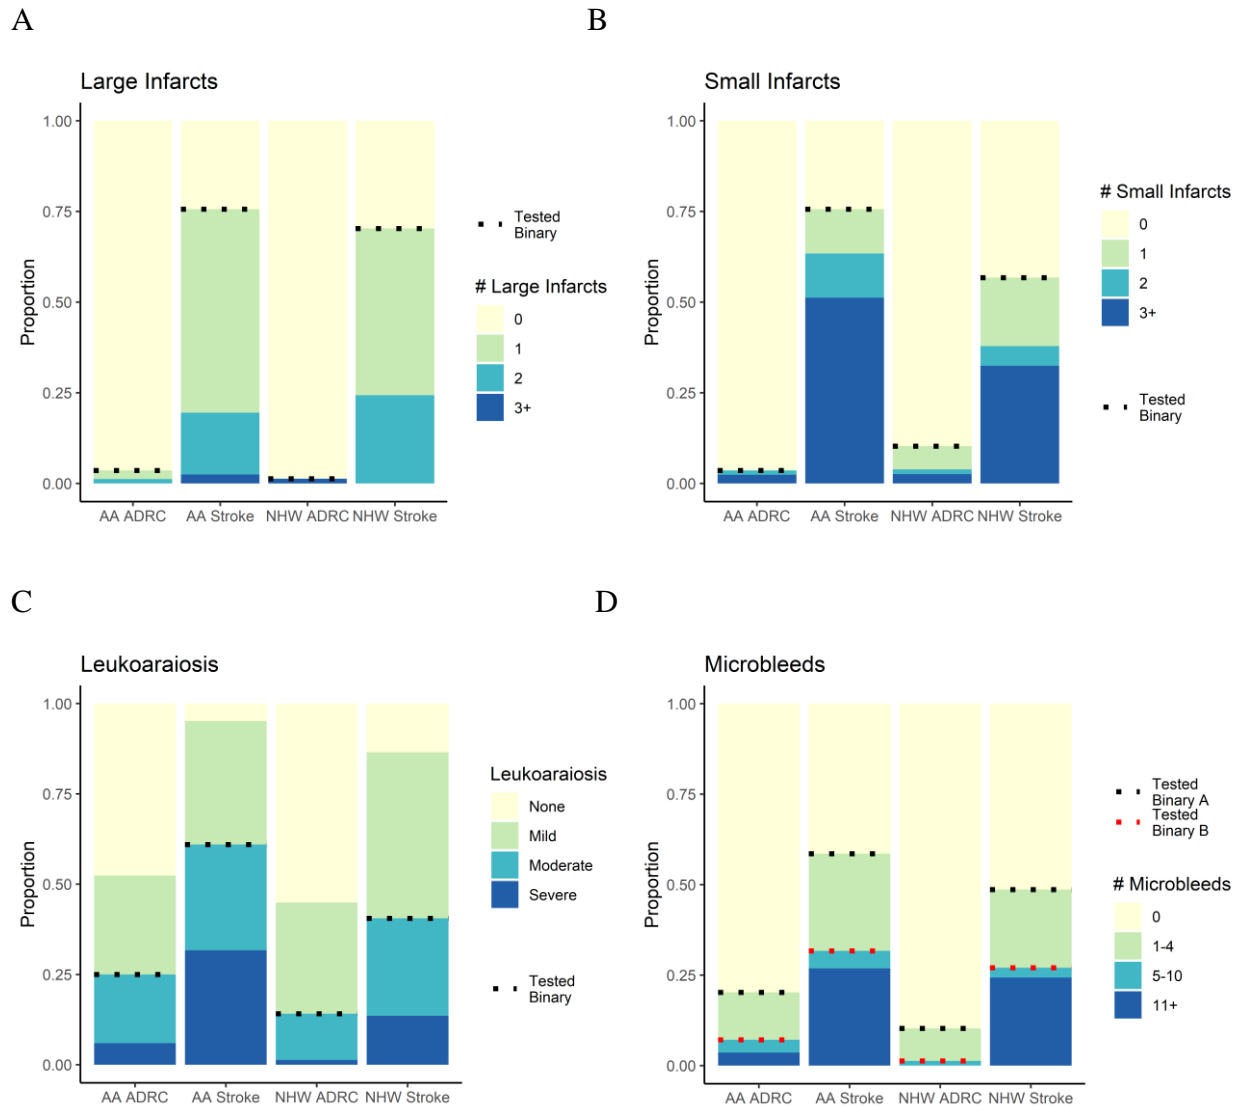 A
Large Infarcts
1.00
0.75
0.50
0.25
0.00
Proportion
AA ADRC AA Stroke NHW ADRC NHW Stroke
Tested
Binary
# Large Infarcts
0
1
2
3+
B
Small Infarcts
1.00
0.75
0.50
0.25
0.00
Proportion
AA ADRC AA Stroke NHW ADRC NHW Stroke
# Small Infarcts
0
1
2
3+
Tested
Binary
C
Leukoaraiosis
1.00
0.75
0.50
0.25
0.00
Proportion
AA ADRC AA Stroke NHW ADRC NHW Stroke
Leukoaraiosis
None
Mild
Moderate
Severe
Tested
Binary
D
Microbleeds
1.00
0.75
0.50
0.25
0.00
Proportion
AA ADRC AA Stroke NHW ADRC NHW Stroke
Tested
Binary A
Tested
Binary B
# Microbleeds
0
1-4
5-10
11+